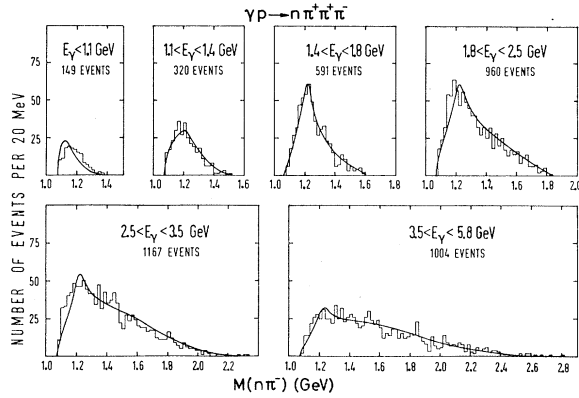 γp→nπ⁺π⁺π⁻
E_γ<1.1 GeV
149 EVENTS
1.1<E_γ<1.4 GeV
320 EVENTS
1.4<E_γ<1.8 GeV
591 EVENTS
1.8<E_γ<2.5 GeV
960 EVENTS
75
50
25
1.0 1.2 1.4
1.0 1.2 1.4 1.6
1.0 1.2 1.4 1.6 1.8
1.0 1.2 1.4 1.6 1.8 2.0
NUMBER OF EVENTS PER 20 MeV
2.5<E_γ<3.5 GeV
1167 EVENTS
3.5<E_γ<5.8 GeV
1004 EVENTS
75
50
25
1.0 1.2 1.4 1.6 1.8 2.0 2.2
1.0 1.2 1.4 1.6 1.8 2.0 2.2 2.4 2.6 2.8
M(nπ⁻) (GeV)